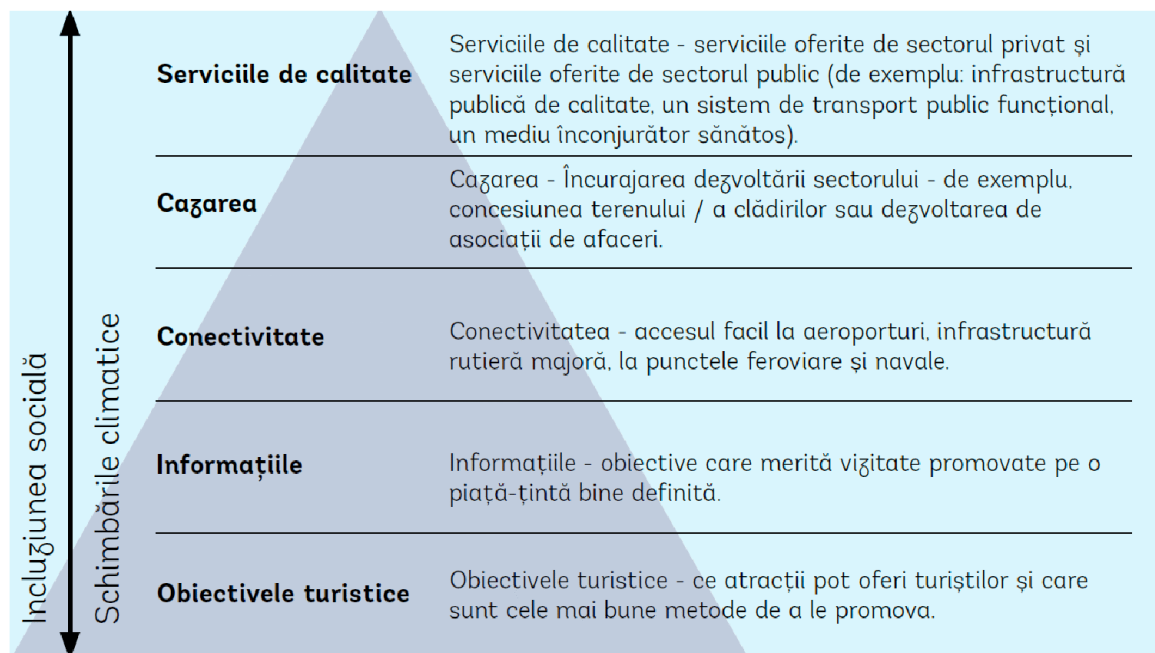 Serviciile de calitate
Serviciile de calitate - serviciile oferite de sectorul privat și
serviciile oferite de sectorul public (de exemplu: infrastructură
publică de calitate, un sistem de transport public funcțional,
un mediu înconjurător sănătos).
Cazarea
Cazarea - Încurajarea dezvoltării sectorului - de exemplu,
concesiunea terenului / a clădirilor sau dezvoltarea de
asociații de afaceri.
Conectivitate
Conectivitatea - accesul facil la aeroporturi, infrastructură
rutieră majoră, la punctele feroviare și navale.
Informațiile
Informațiile - obiective care merită vizitate promovate pe o
piață-țintă bine definită.
Obiectivele turistice
Obiectivele turistice - ce atracții pot oferi turiștilor și care
sunt cele mai bune metode de a le promova.
Incluziunea socială
Schimbările climatice